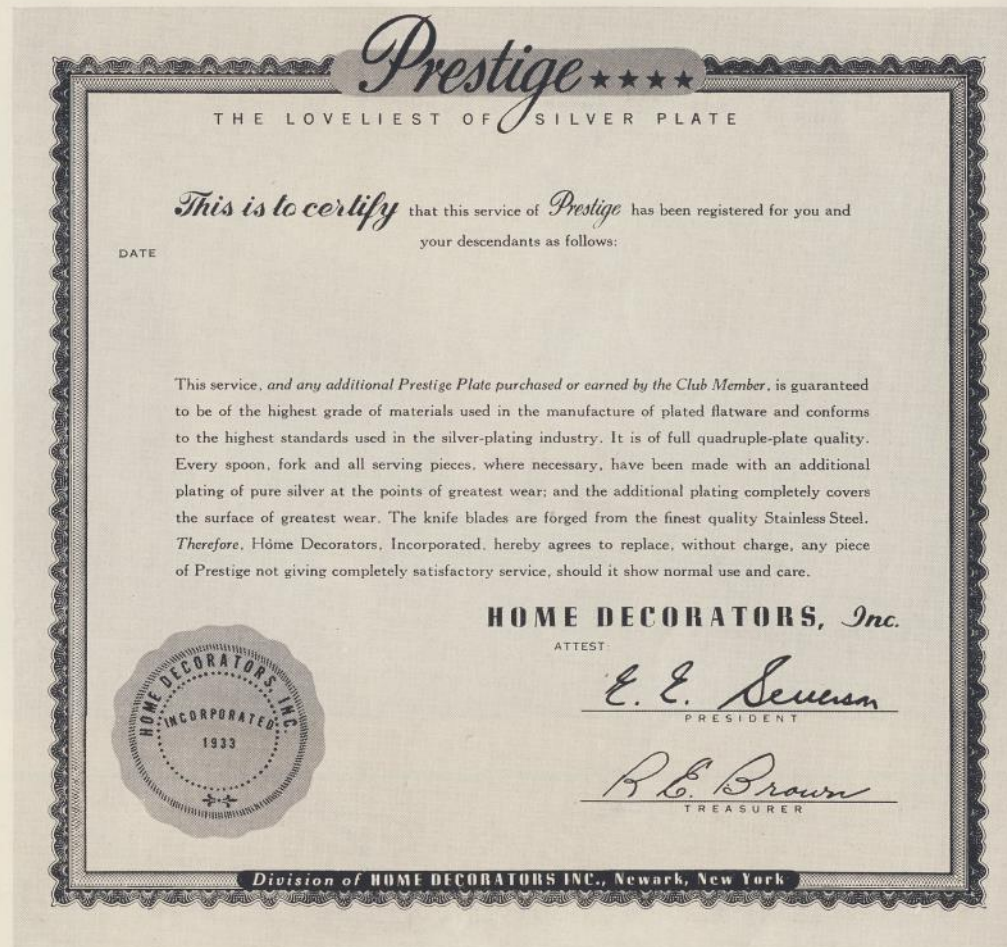 Prestige ★★★★
THE LOVELIEST OF SILVER PLATE
This is to certify that this service of Prestige has been registered for you and
your descendants as follows:
DATE
This service, and any additional Prestige Plate purchased or earned by the Club Member, is guaranteed
to be of the highest grade of materials used in the manufacture of plated flatware and conforms
to the highest standards used in the silver-plating industry. It is of full quadruple-plate quality.
Every spoon, fork and all serving pieces, where necessary, have been made with an additional
plating of pure silver at the points of greatest wear; and the additional plating completely covers
the surface of greatest wear. The knife blades are forged from the finest quality Stainless Steel.
Therefore, Home Decorators, Incorporated, hereby agrees to replace, without charge, any piece
of Prestige not giving completely satisfactory service, should it show normal use and care.
HOME DECORATORS, Inc.
ATTEST:
E. E. Severson
PRESIDENT
R. E. Brown
TREASURER
HOME DECORATORS, INC.
INCORPORATED
1933
Division of HOME DECORATORS INC., Newark, New York